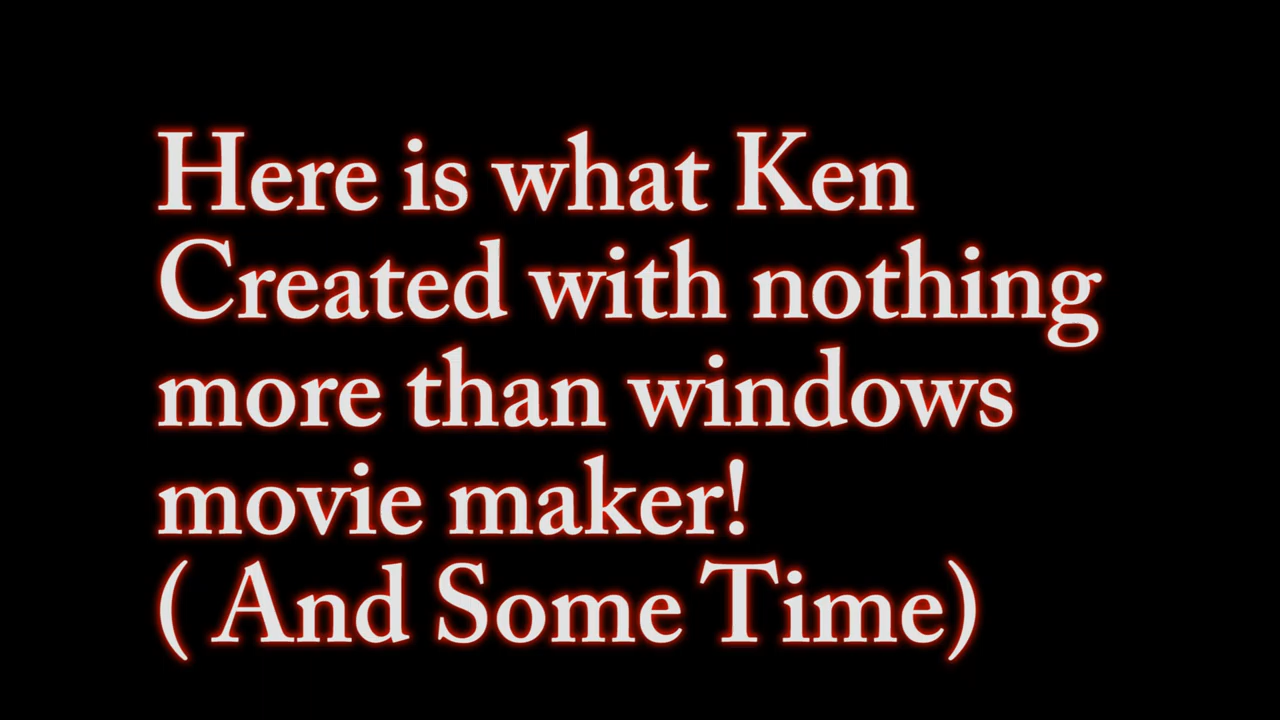 Here is what Ken
Created with nothing
more than windows
movie maker!
( And Some Time)